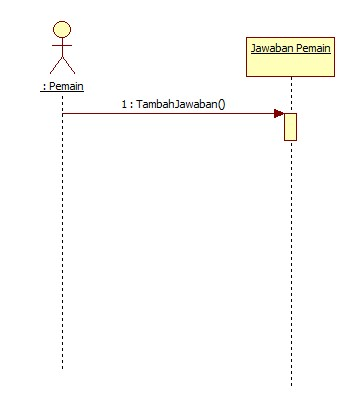 Jawaban Pemain
: Pemain
1 : TambahJawaban()